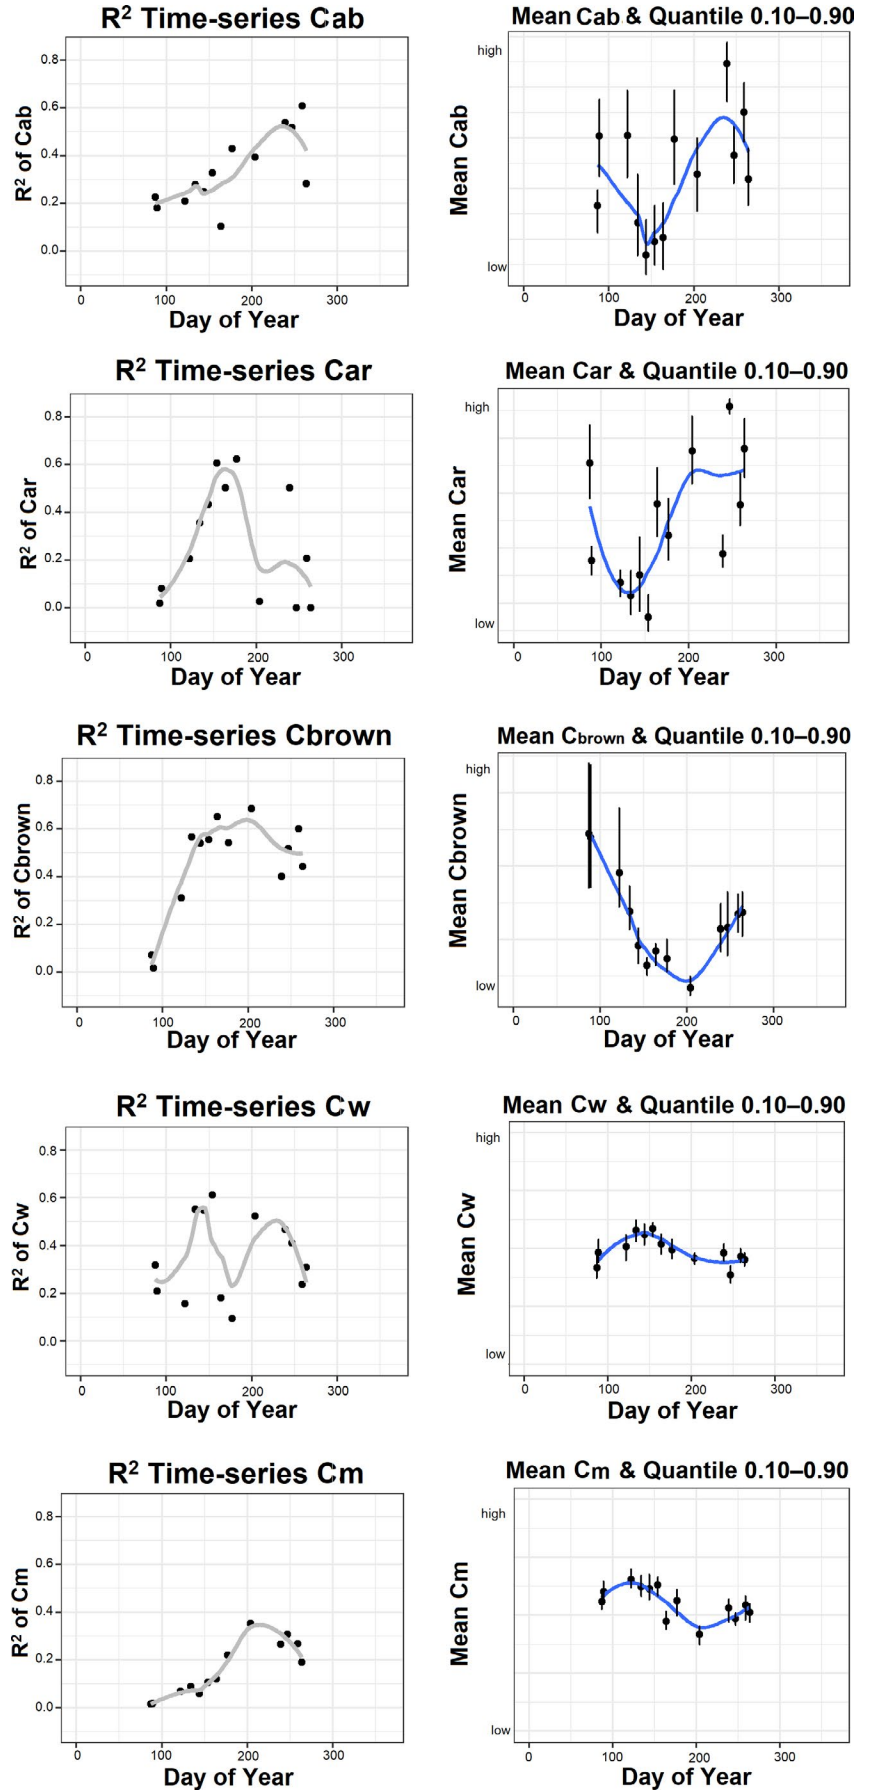 R² Time-series Cab
Mean Cab & Quantile 0.10–0.90
R² of Cab
0.8
0.6
0.4
0.2
0.0
0 100 200 300
Day of Year
Mean Cab
high
low
0 100 200 300
Day of Year
R² Time-series Car
Mean Car & Quantile 0.10–0.90
R² of Car
0.8
0.6
0.4
0.2
0.0
0 100 200 300
Day of Year
Mean Car
high
low
0 100 200 300
Day of Year
R² Time-series Cbrown
Mean Cbrown & Quantile 0.10–0.90
R² of Cbrown
0.8
0.6
0.4
0.2
0.0
0 100 200 300
Day of Year
Mean Cbrown
high
low
0 100 200 300
Day of Year
R² Time-series Cw
Mean Cw & Quantile 0.10–0.90
R² of Cw
0.8
0.6
0.4
0.2
0.0
0 100 200 300
Day of Year
Mean Cw
high
low
0 100 200 300
Day of Year
R² Time-series Cm
Mean Cm & Quantile 0.10–0.90
R² of Cm
0.8
0.6
0.4
0.2
0.0
0 100 200 300
Day of Year
Mean Cm
high
low
0 100 200 300
Day of Year